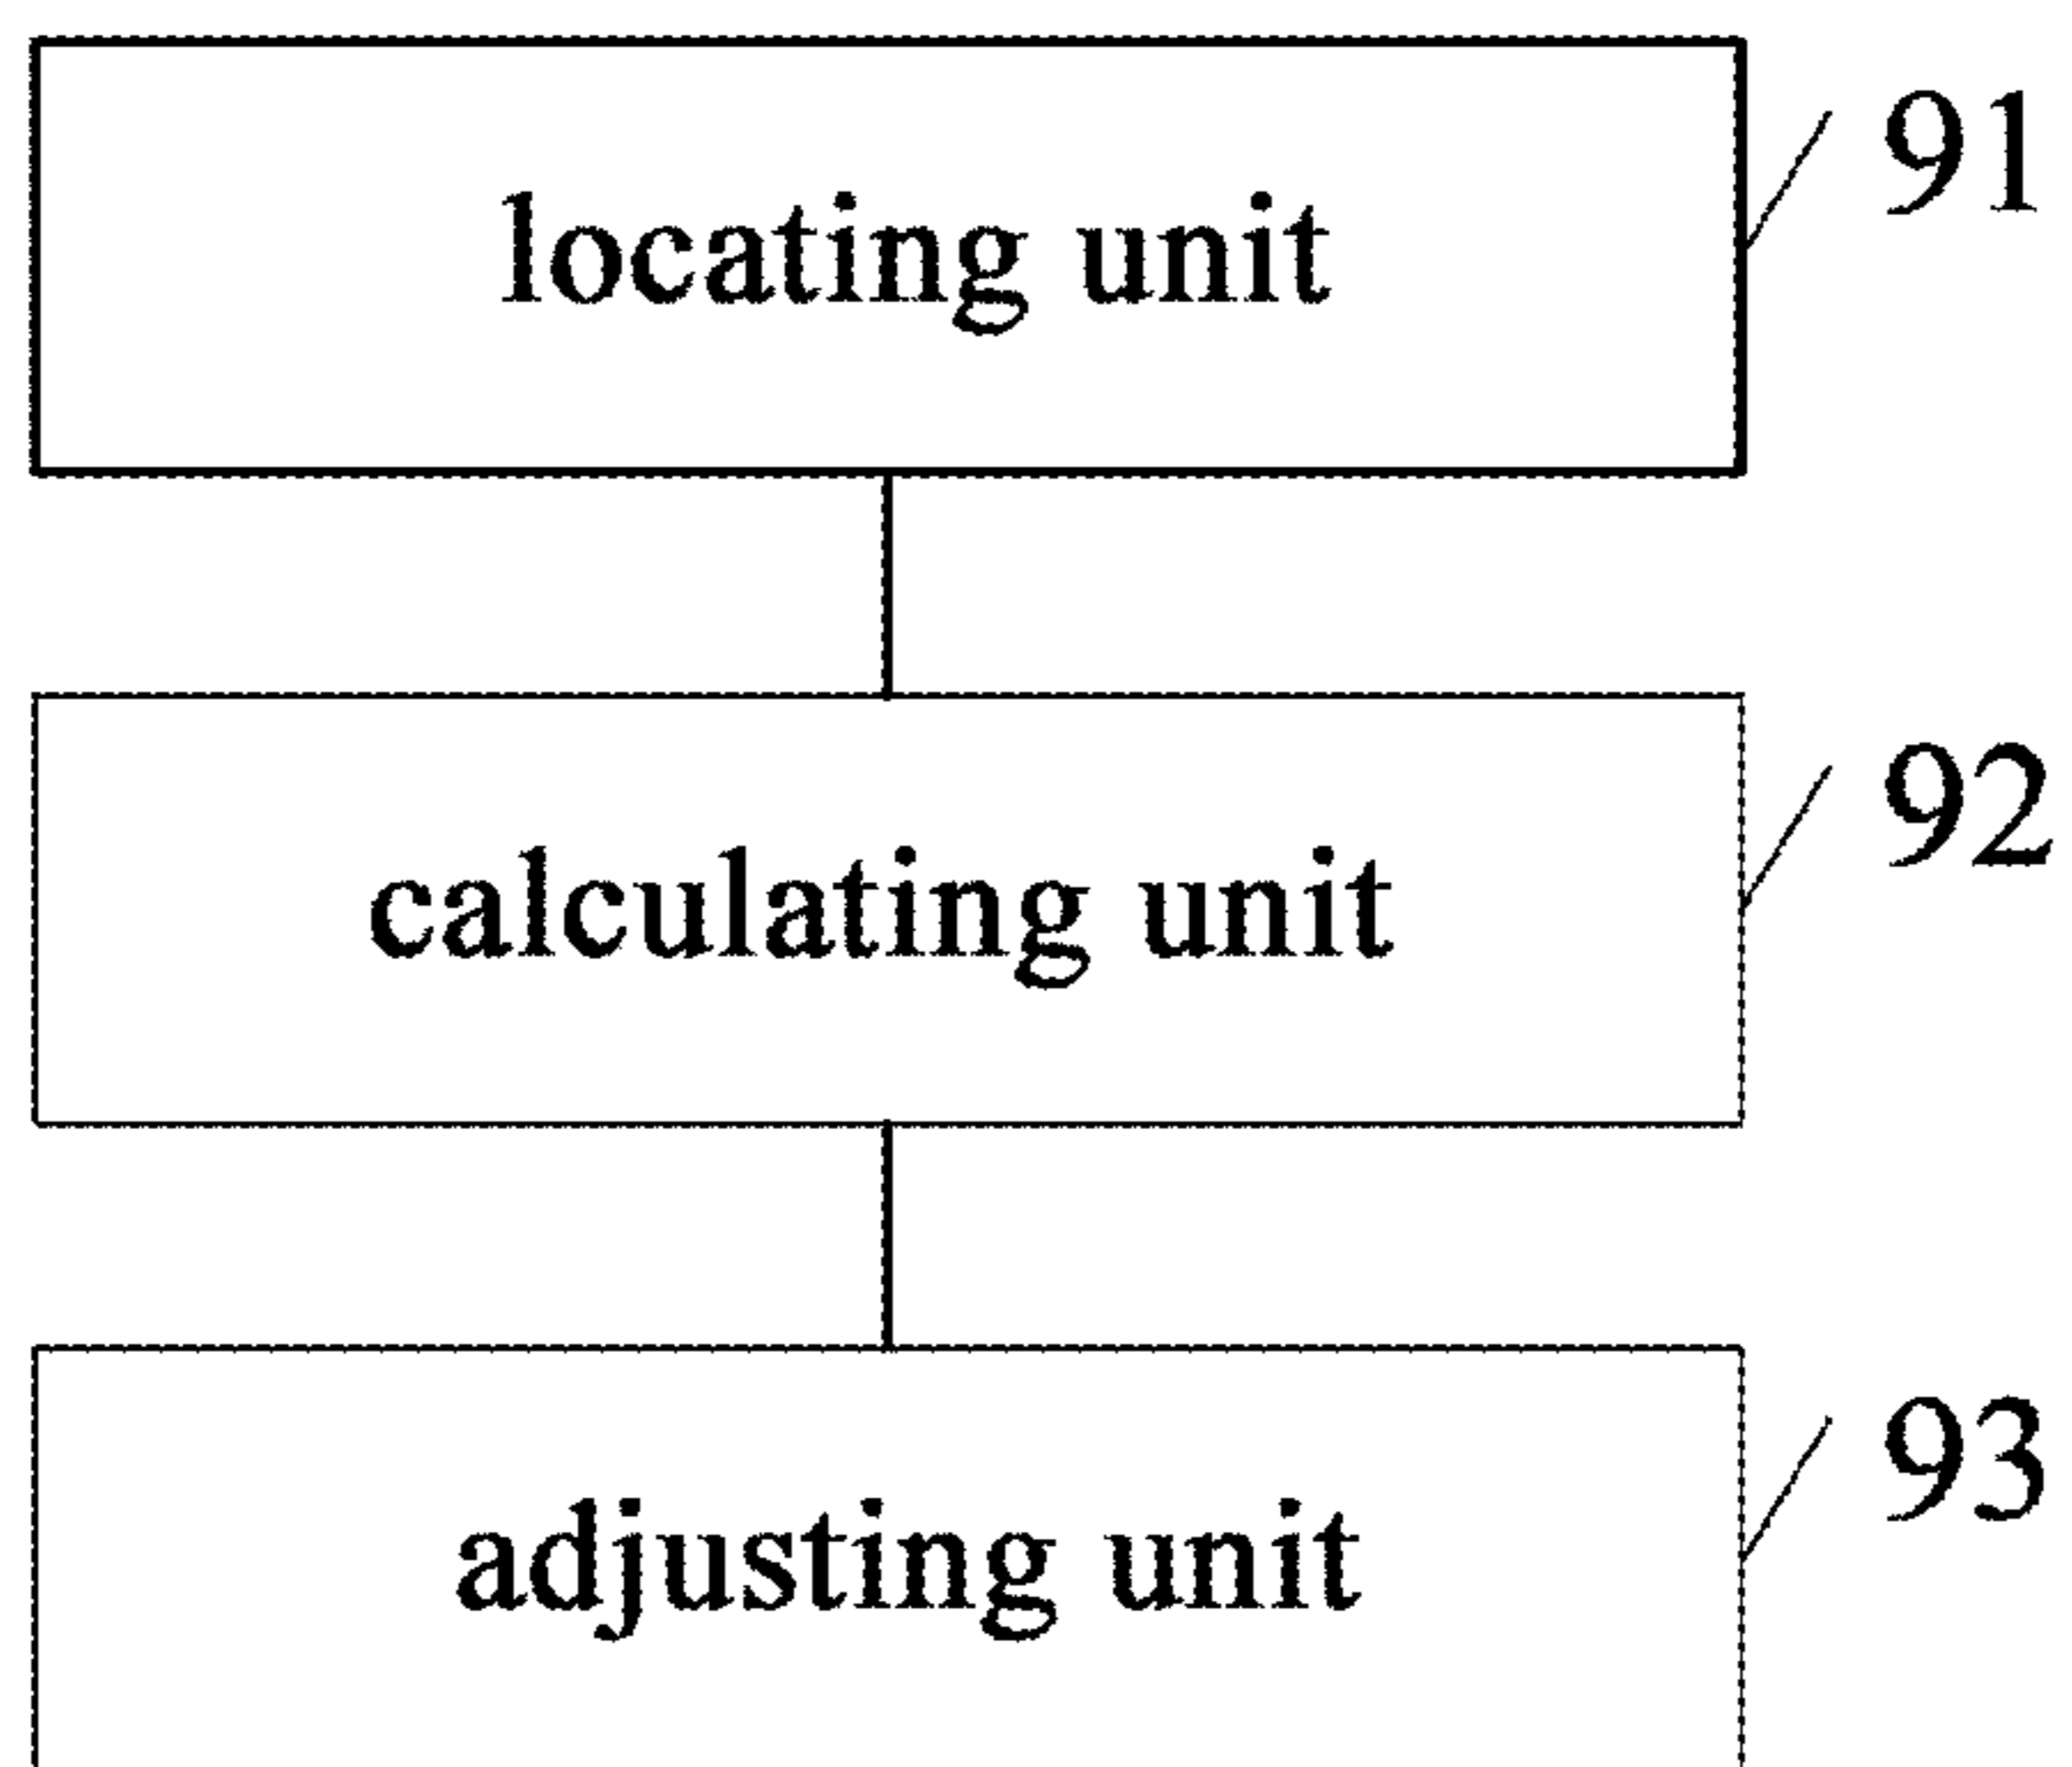 locating unit
91
calculating unit
92
adjusting unit
93